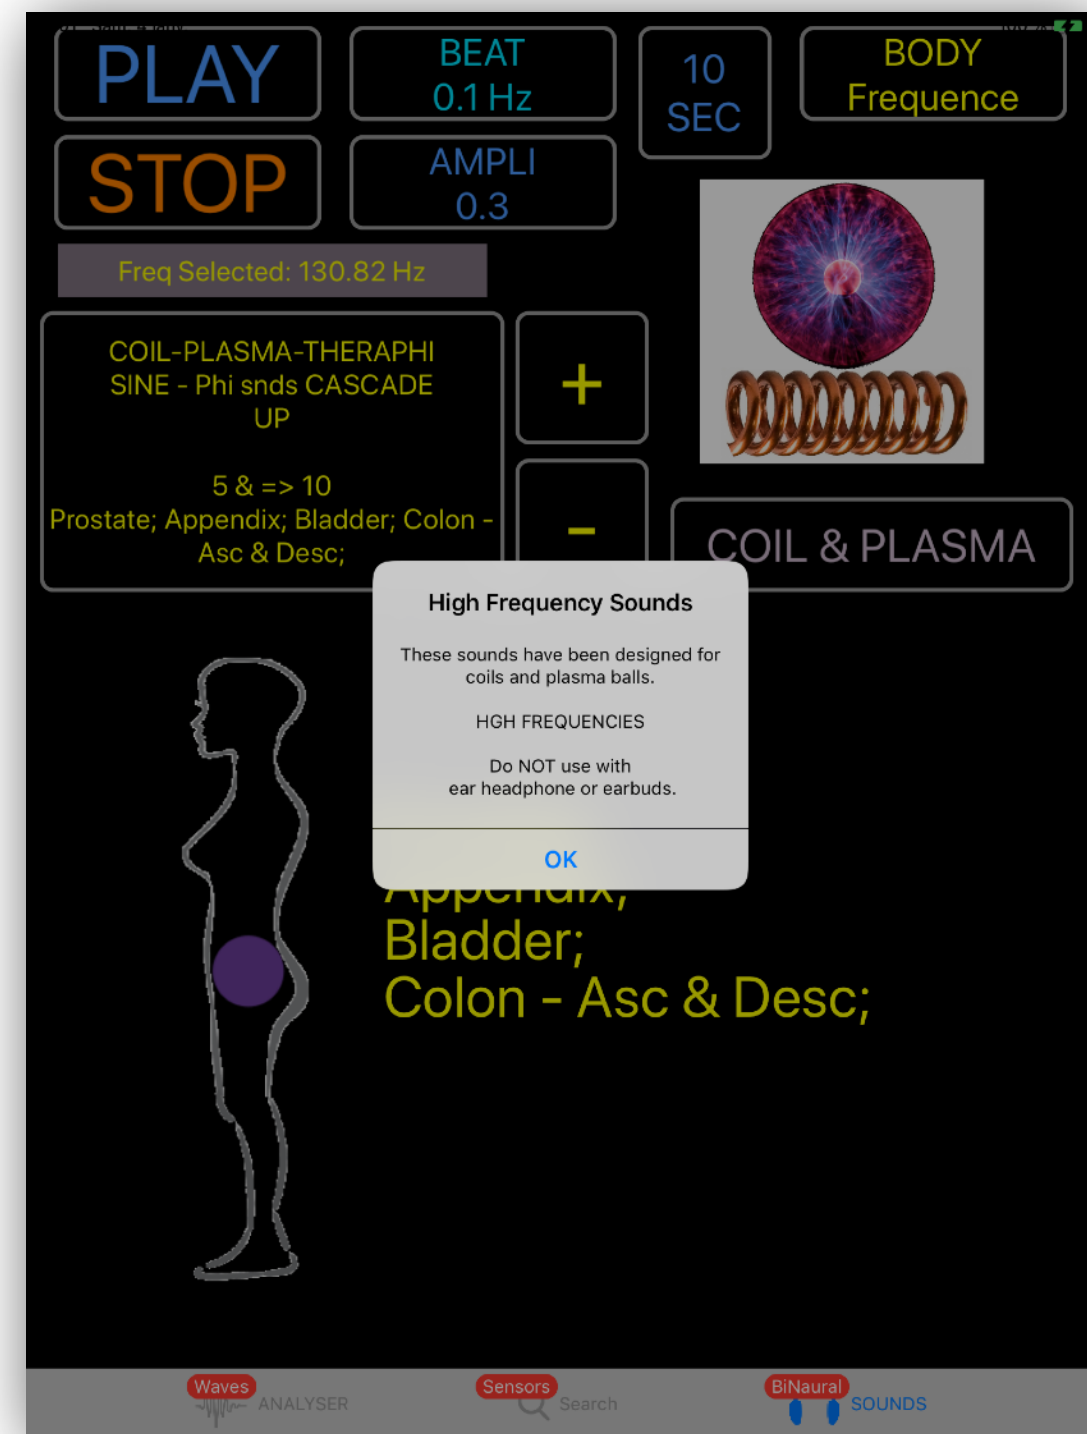 PLAY
BEAT
0.1 Hz
10
SEC
BODY
Frequence
STOP
AMPLI
0.3
Freq Selected: 130.82 Hz
COIL-PLASMA-THERAPHI
SINE - Phi snds CASCADE
UP
5 & => 10
Prostate; Appendix; Bladder; Colon -
Asc & Desc;
+
-
COIL & PLASMA
High Frequency Sounds
These sounds have been designed for
coils and plasma balls.
HGH FREQUENCIES
Do NOT use with
ear headphone or earbuds.
OK
Appendix;
Bladder;
Colon - Asc & Desc;
Waves
ANALYSER
Sensors
Search
BiNaural
SOUNDS